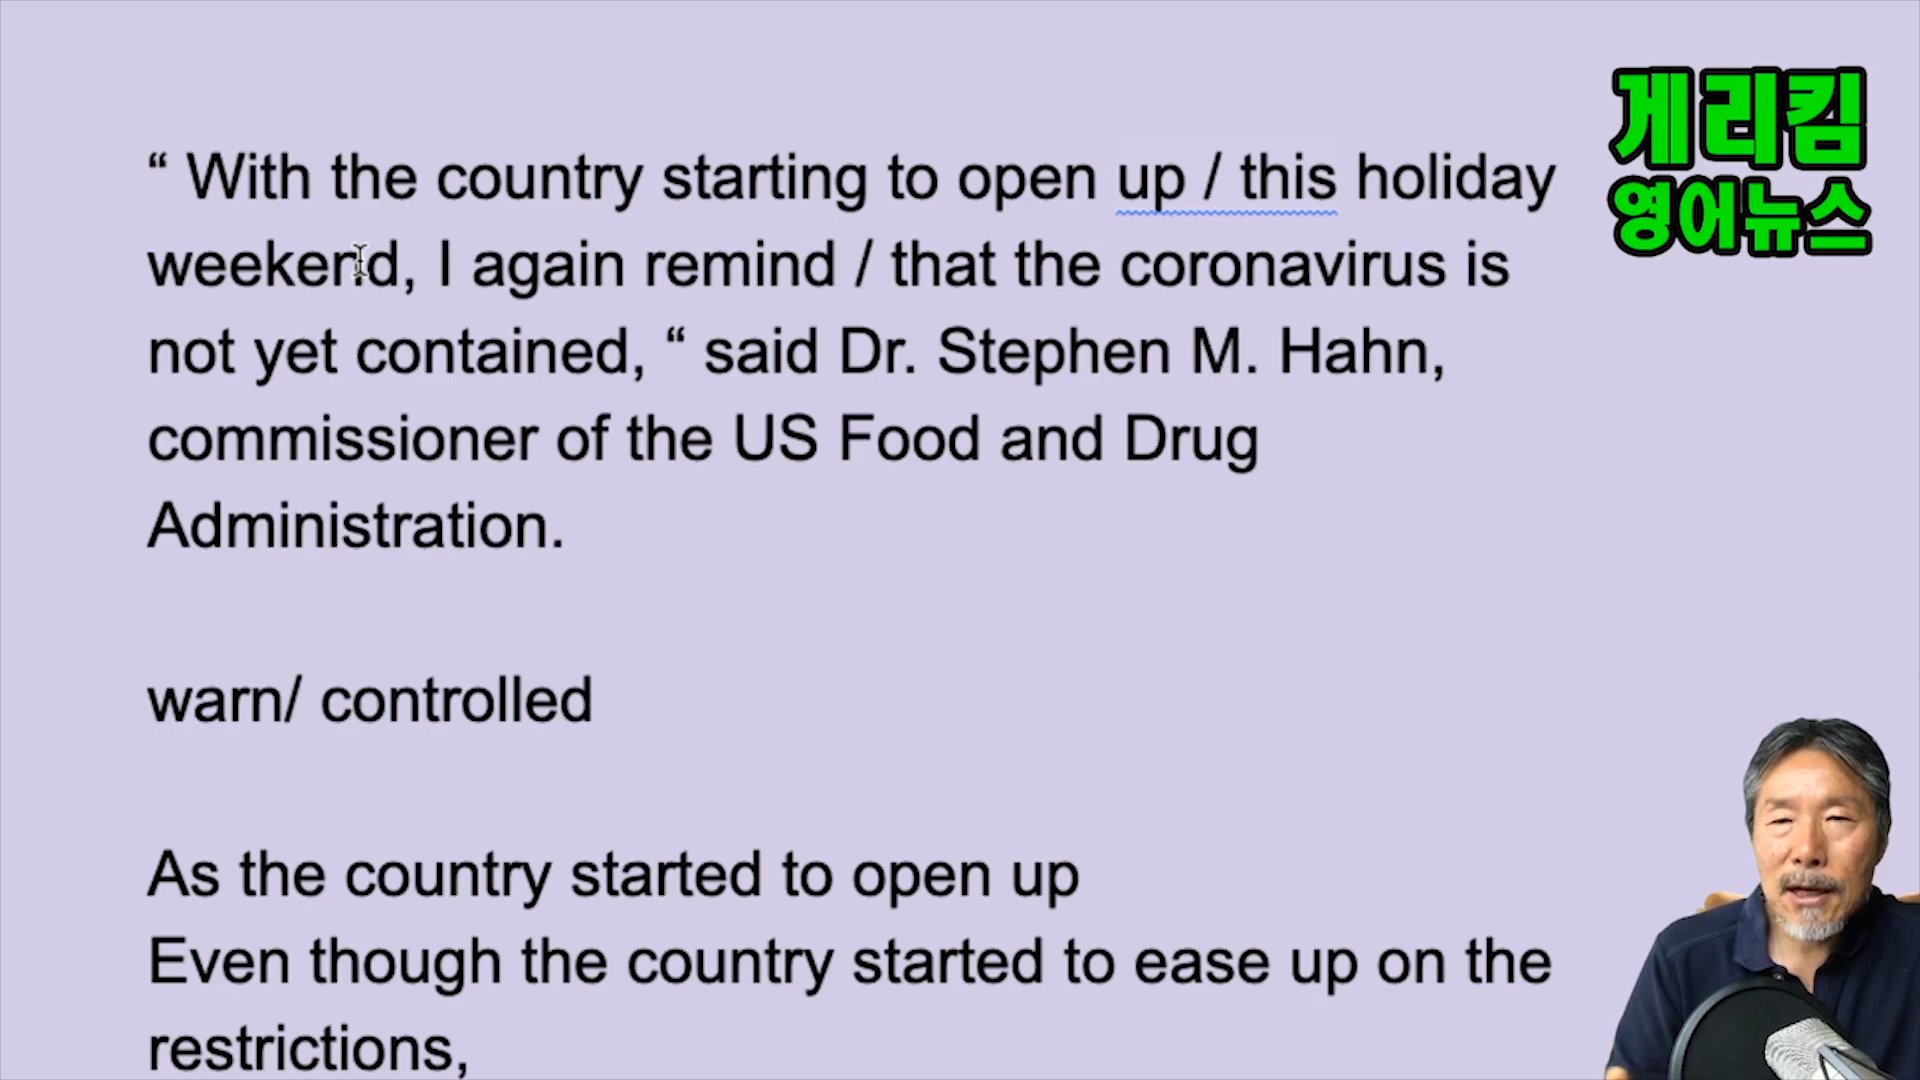 “ With the country starting to open up / this holiday
weekend, I again remind / that the coronavirus is
not yet contained, “ said Dr. Stephen M. Hahn,
commissioner of the US Food and Drug
Administration.
warn/ controlled
As the country started to open up
Even though the country started to ease up on the
restrictions,
게리킴
영어뉴스